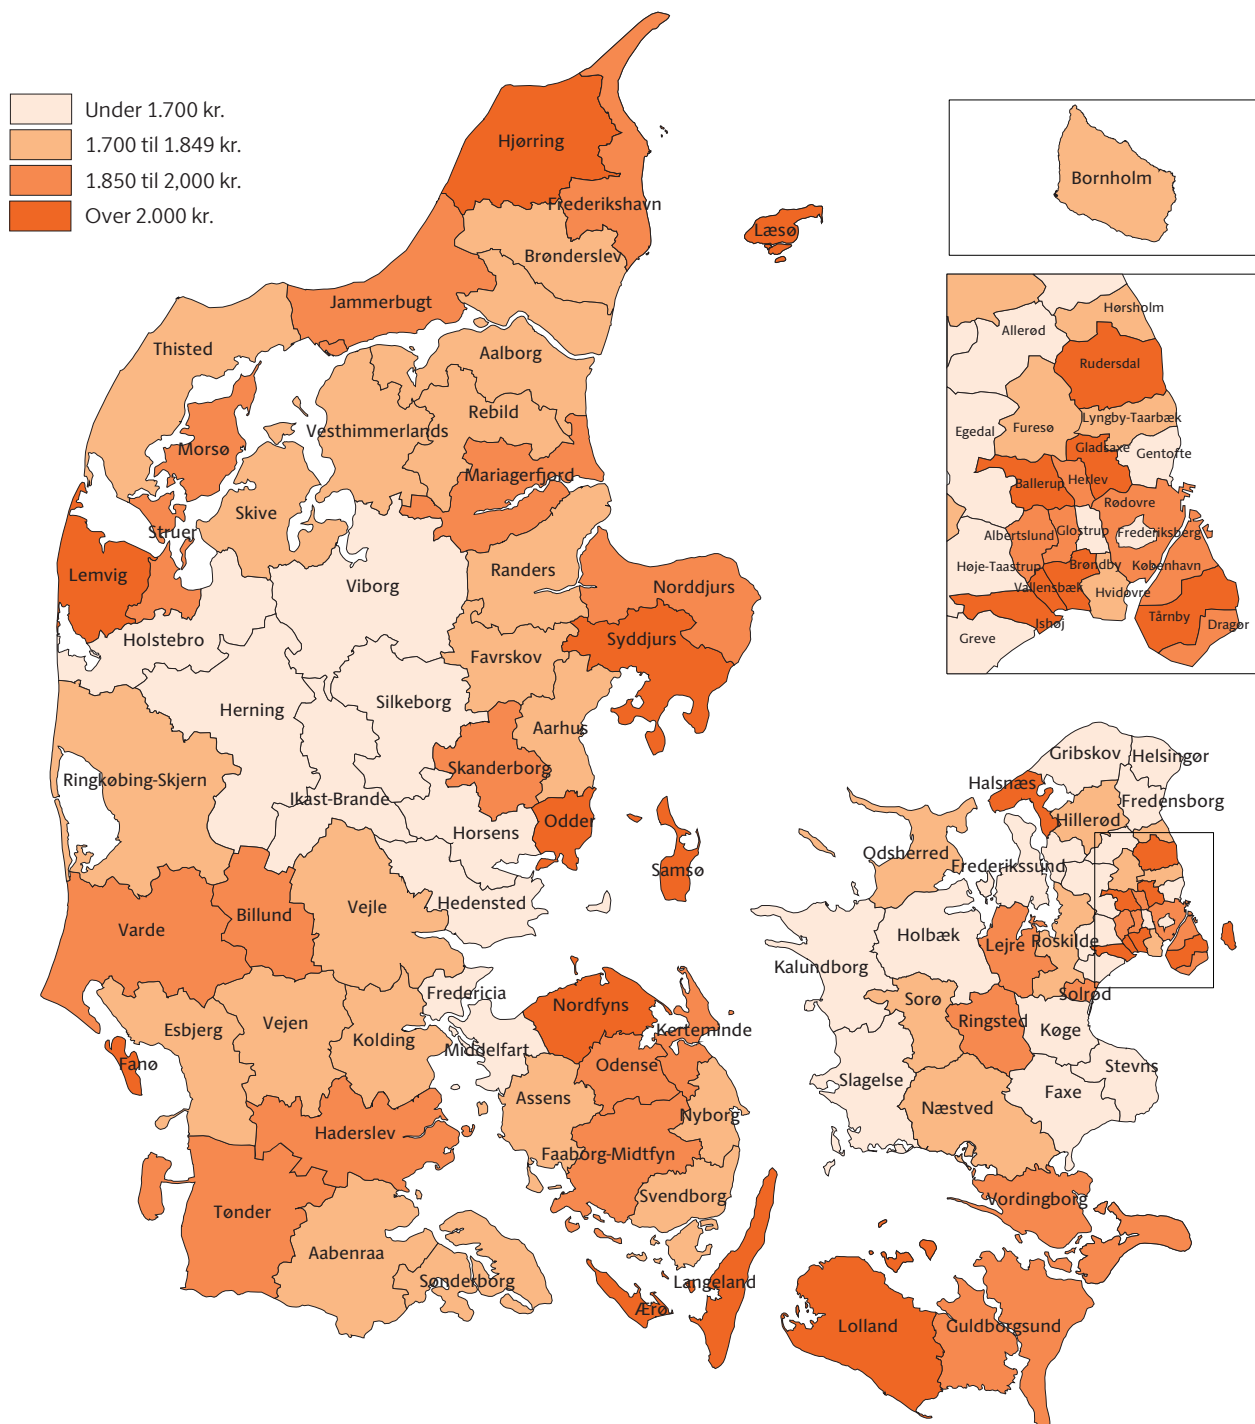 Under 1.700 kr.
1.700 til 1.849 kr.
1.850 til 2,000 kr.
Over 2.000 kr.
Hjørring
Frederikshavn
Læsø
Brønderslev
Jammerbugt
Thisted
Aalborg
Rebild
Vesthimmerlands
Morsø
Mariagerfjord
Skive
Struer
Lemvig
Viborg
Randers
Norddjurs
Holstebro
Syddjurs
Favrskov
Herning
Silkeborg
Aarhus
Ringkøbing-Skjern
Skanderborg
Ikast-Brande
Horsens
Odder
Samsø
Hedensted
Vejle
Billund
Varde
Fredericia
Nordfyns
Esbjerg
Vejen
Kolding
Middelfart
Kerteminde
Fanø
Odense
Assens
Nyborg
Haderslev
Faaborg-Midtfyn
Svendborg
Tønder
Aabenraa
Sønderborg
Langeland
Ærø
Bornholm
Hørsholm
Allerød
Rudersdal
Lyngby-Taarbæk
Furesø
Egedal
Gladsaxe
Gentofte
Ballerup
Herlev
Rødovre
Albertslund
Glostrup
Frederiksberg
Høje-Taastrup
Brøndby
København
Vallensbæk
Hvidovre
Ishøj
Tårnby
Dragør
Greve
Gribskov
Helsingør
Halsnæs
Fredensborg
Hillerød
Odsherred
Frederikssund
Holbæk
Lejre
Roskilde
Kalundborg
Solrød
Sorø
Ringsted
Køge
Stevns
Slagelse
Faxe
Næstved
Vordingborg
Lolland
Guldborgsund